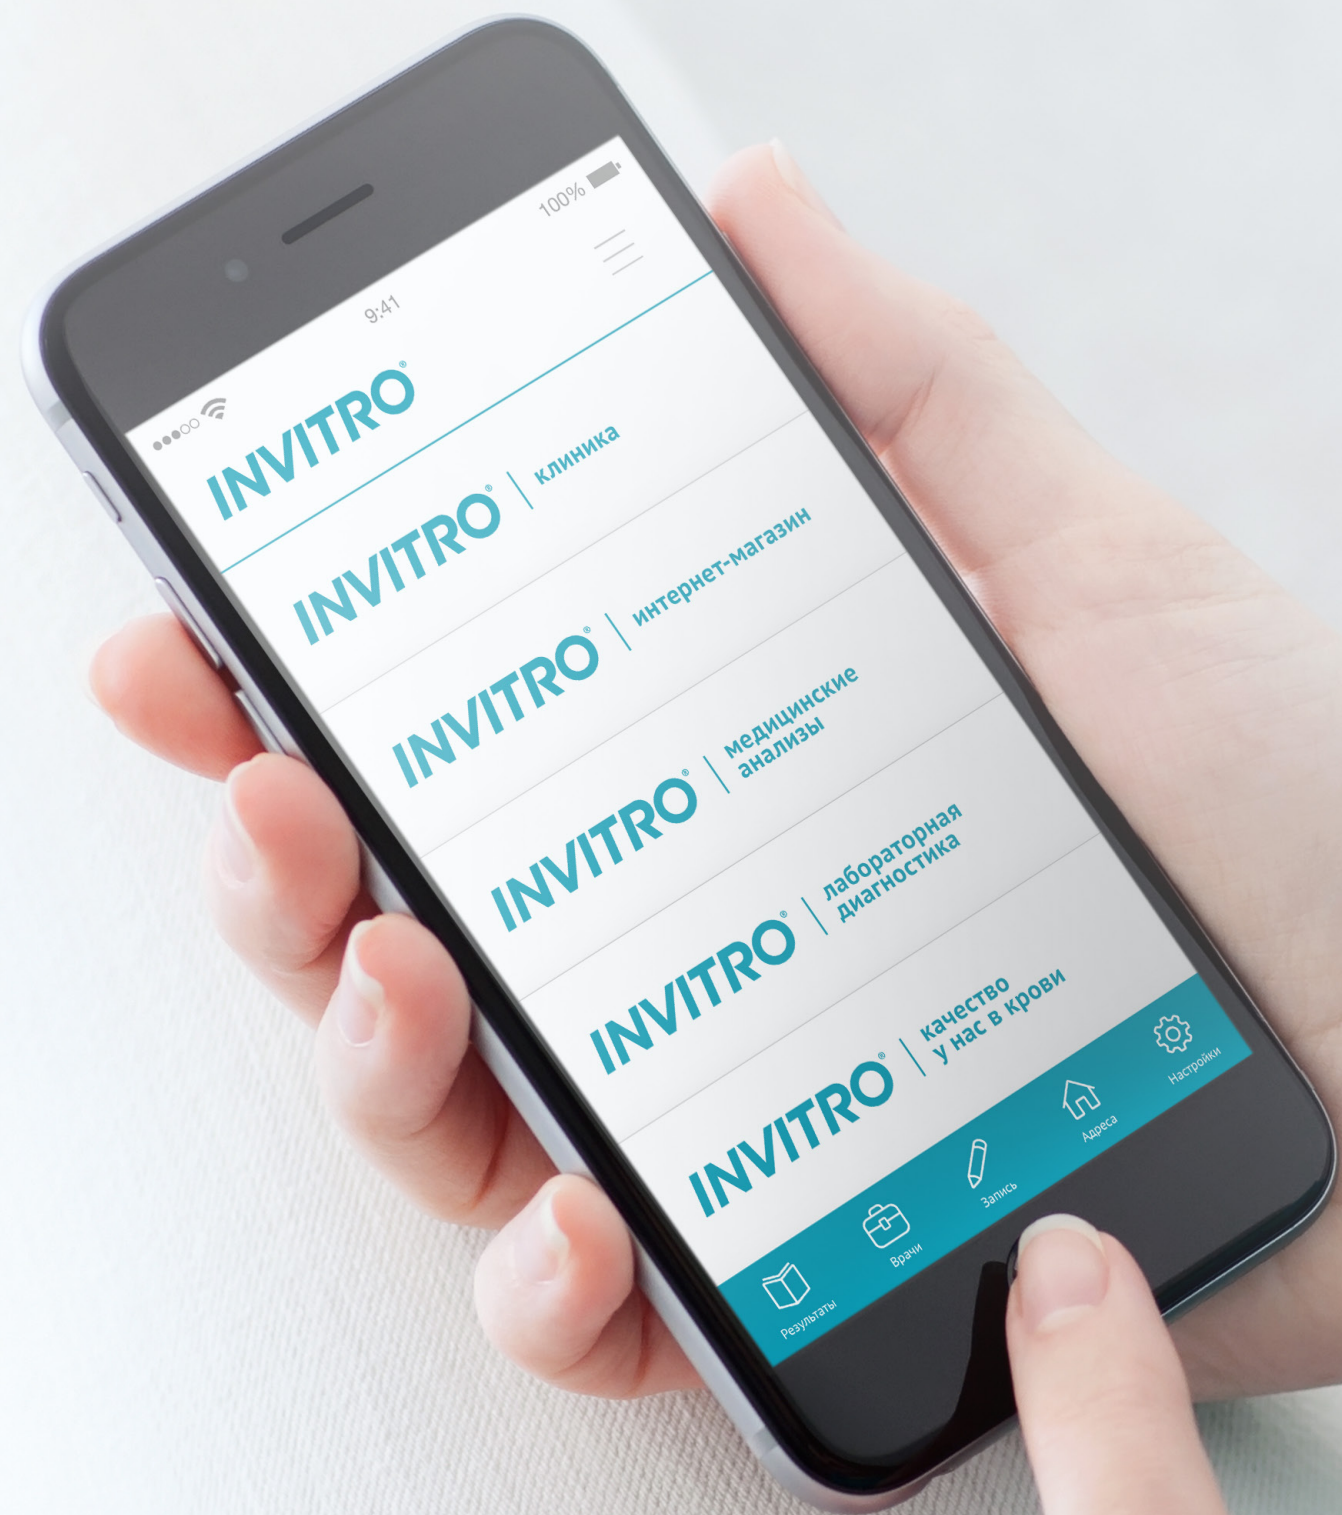 9:41
100%
INVITRO®
INVITRO® | клиника
INVITRO® | интернет-магазин
INVITRO® | медицинские
анализы
INVITRO® | лабораторная
диагностика
INVITRO® | качество
у нас в крови
Результаты
Врачи
Запись
Адреса
Настройки